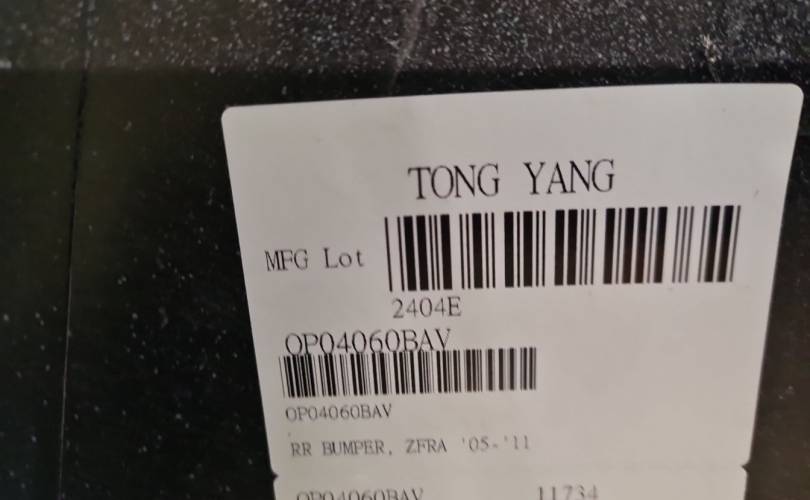 TONG YANG
MFG Lot
2404E
OP04060BAV
OP04060BAV
RR BUMPER, ZFRA '05-'11
OP04060BAV 11734